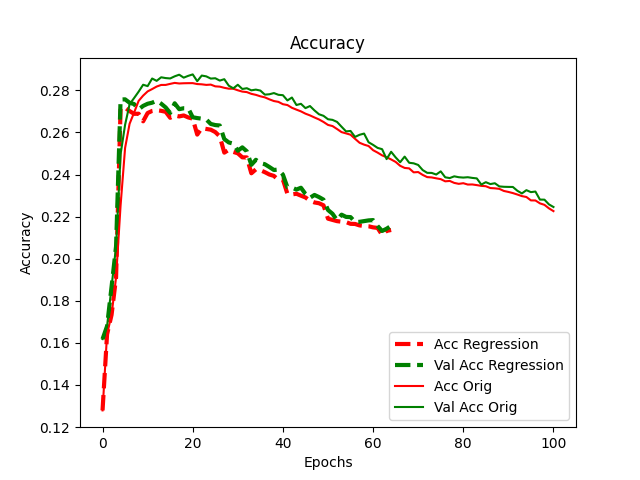 Accuracy
Accuracy
0.28
0.26
0.24
0.22
0.20
0.18
0.16
0.14
0.12
Acc Regression
Val Acc Regression
Acc Orig
Val Acc Orig
0 20 40 60 80 100
Epochs